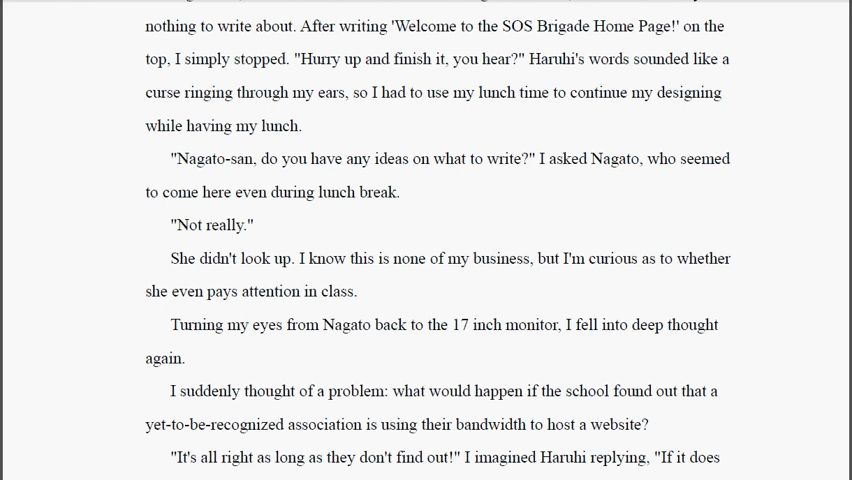 nothing to write about. After writing 'Welcome to the SOS Brigade Home Page!' on the
top, I simply stopped. "Hurry up and finish it, you hear?" Haruhi's words sounded like a
curse ringing through my ears, so I had to use my lunch time to continue my designing
while having my lunch.
"Nagato-san, do you have any ideas on what to write?" I asked Nagato, who seemed
to come here even during lunch break.
"Not really."
She didn't look up. I know this is none of my business, but I'm curious as to whether
she even pays attention in class.
Turning my eyes from Nagato back to the 17 inch monitor, I fell into deep thought
again.
I suddenly thought of a problem: what would happen if the school found out that a
yet-to-be-recognized association is using their bandwidth to host a website?
"It's all right as long as they don't find out!" I imagined Haruhi replying, "If it does